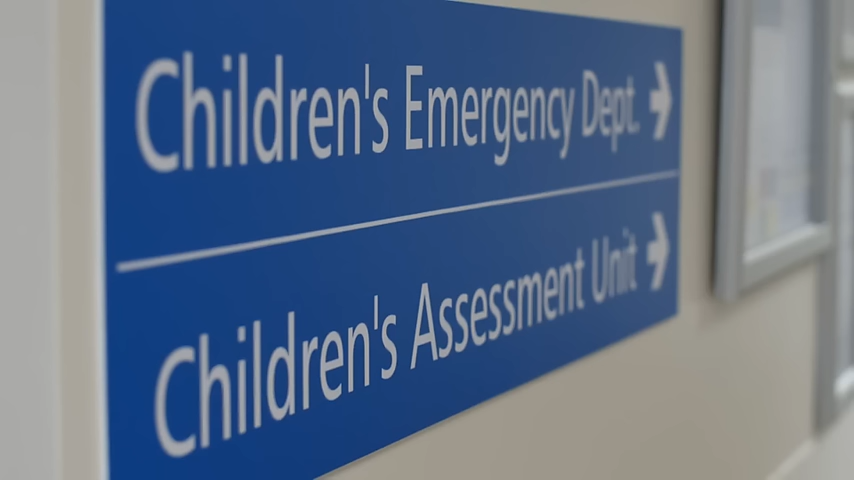 Children's Emergency Dept. →
Children's Assessment Unit →